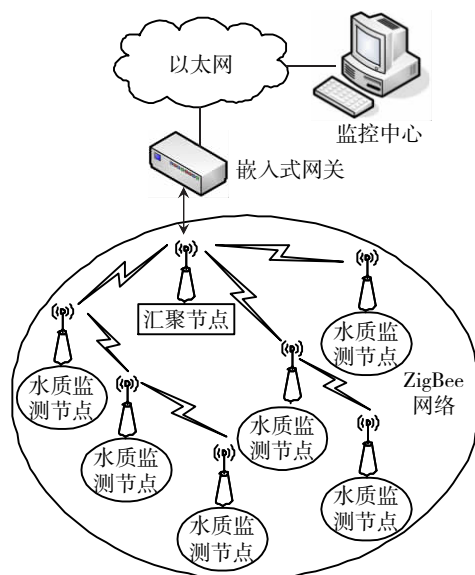 以太网
监控中心
嵌入式网关
汇聚节点
ZigBee
网络
水质监
测节点
水质监
测节点
水质监
测节点
水质监
测节点
水质监
测节点
水质监
测节点